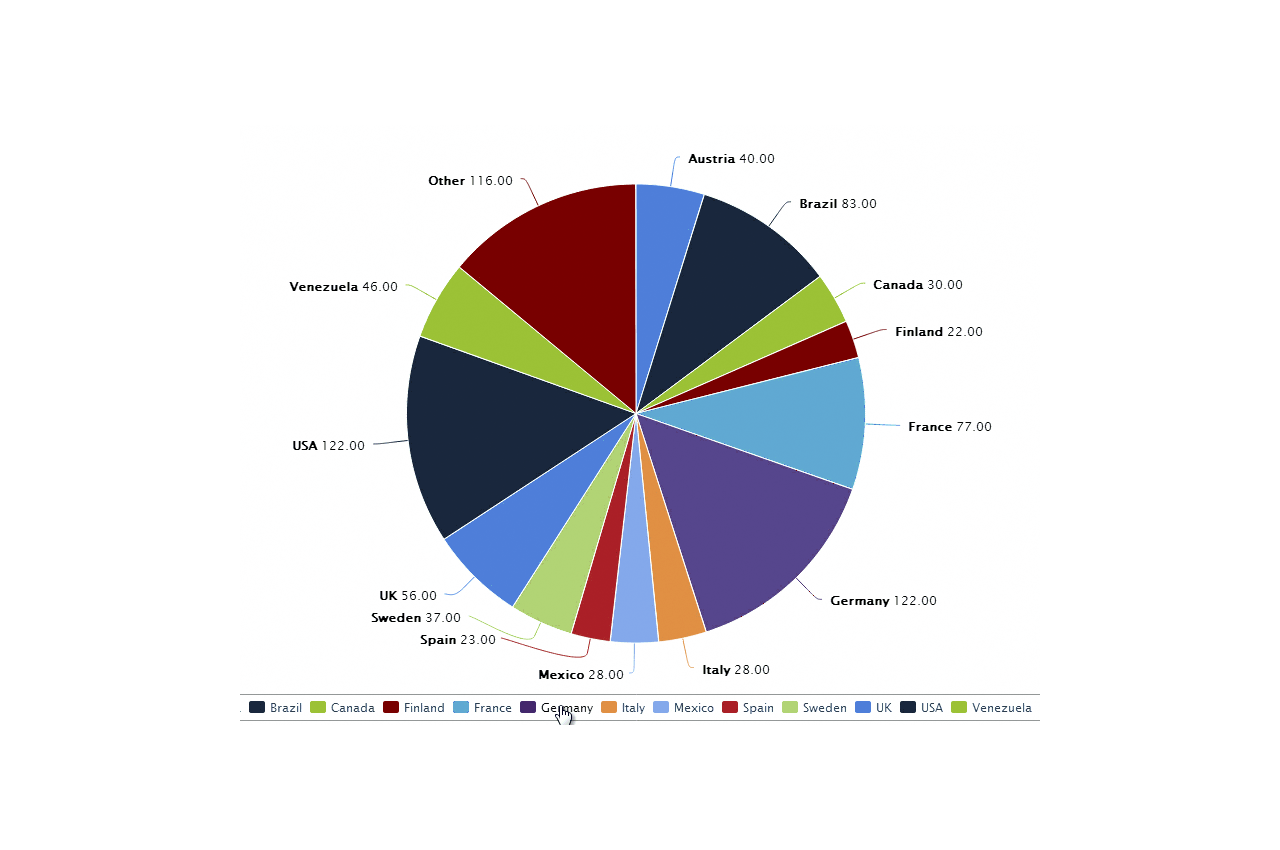 Austria 40.00
Other 116.00
Brazil 83.00
Canada 30.00
Venezuela 46.00
Finland 22.00
France 77.00
USA 122.00
UK 56.00
Germany 122.00
Sweden 37.00
Spain 23.00
Italy 28.00
Mexico 28.00
Brazil Canada Finland France Germany Italy Mexico Spain Sweden UK USA Venezuela